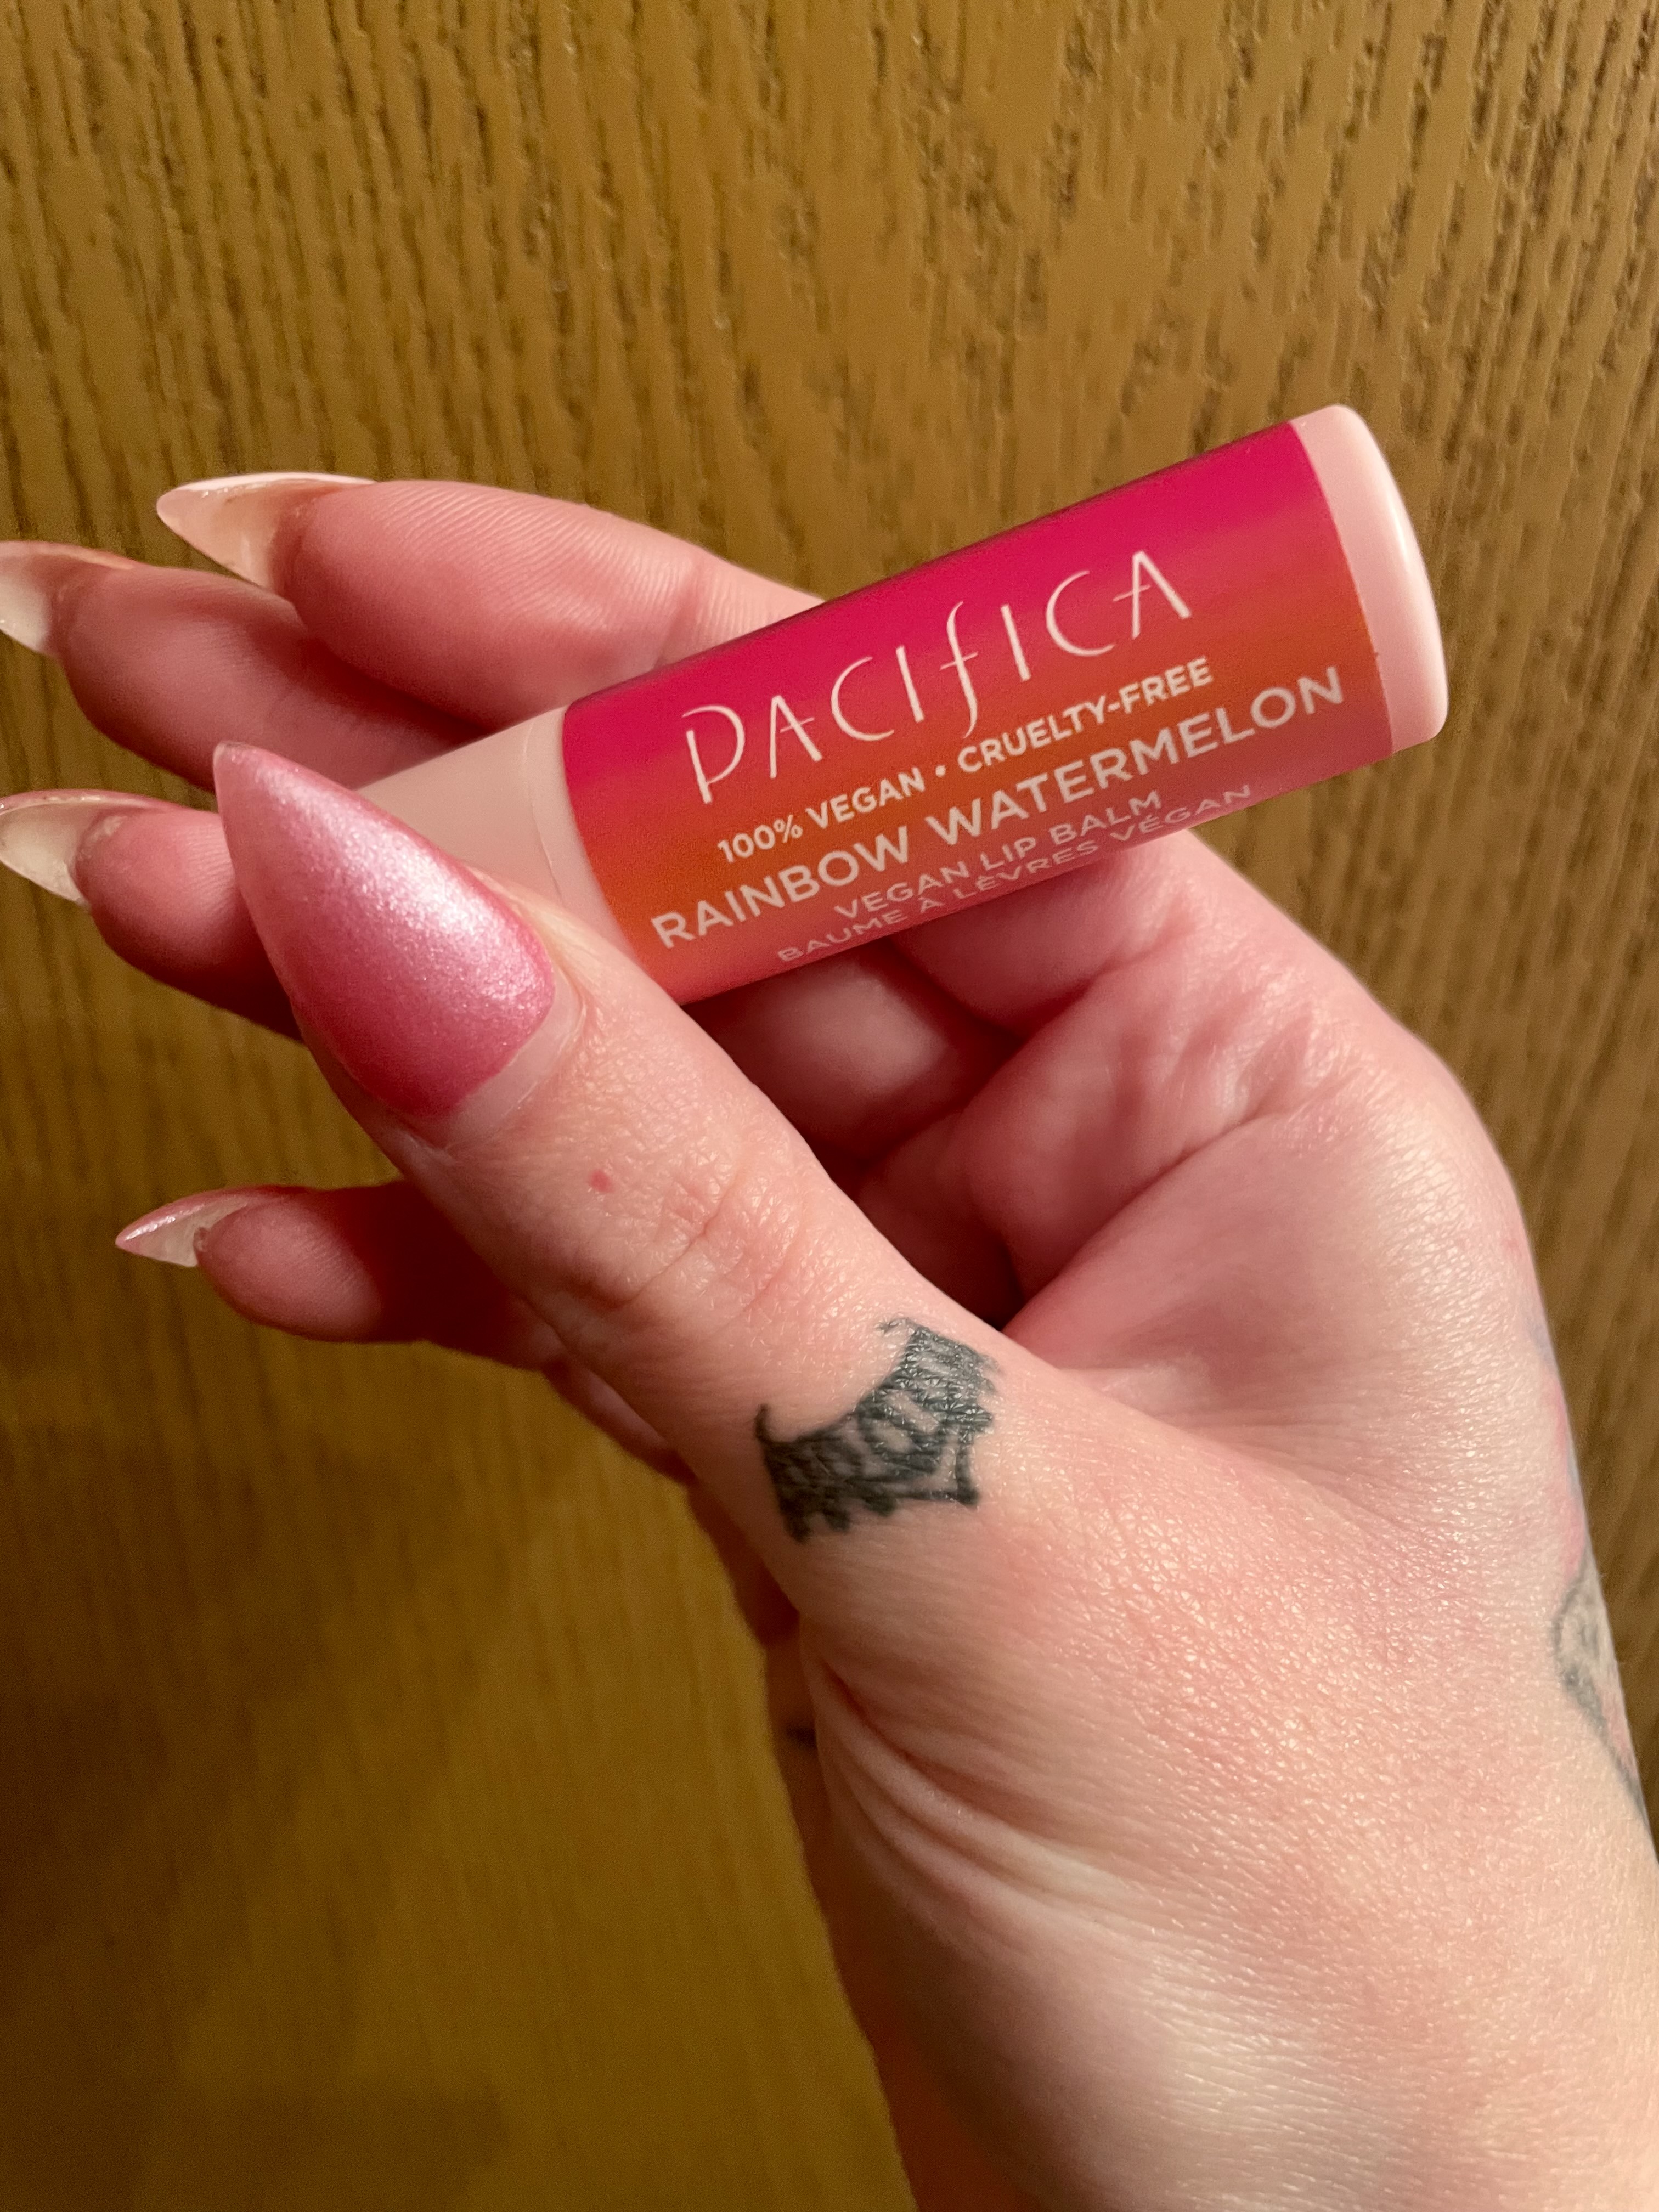 PACIFICA
100% VEGAN • CRUELTY-FREE
RAINBOW WATERMELON
VEGAN LIP BALM
BAUME À LÈVRES VÉGAN